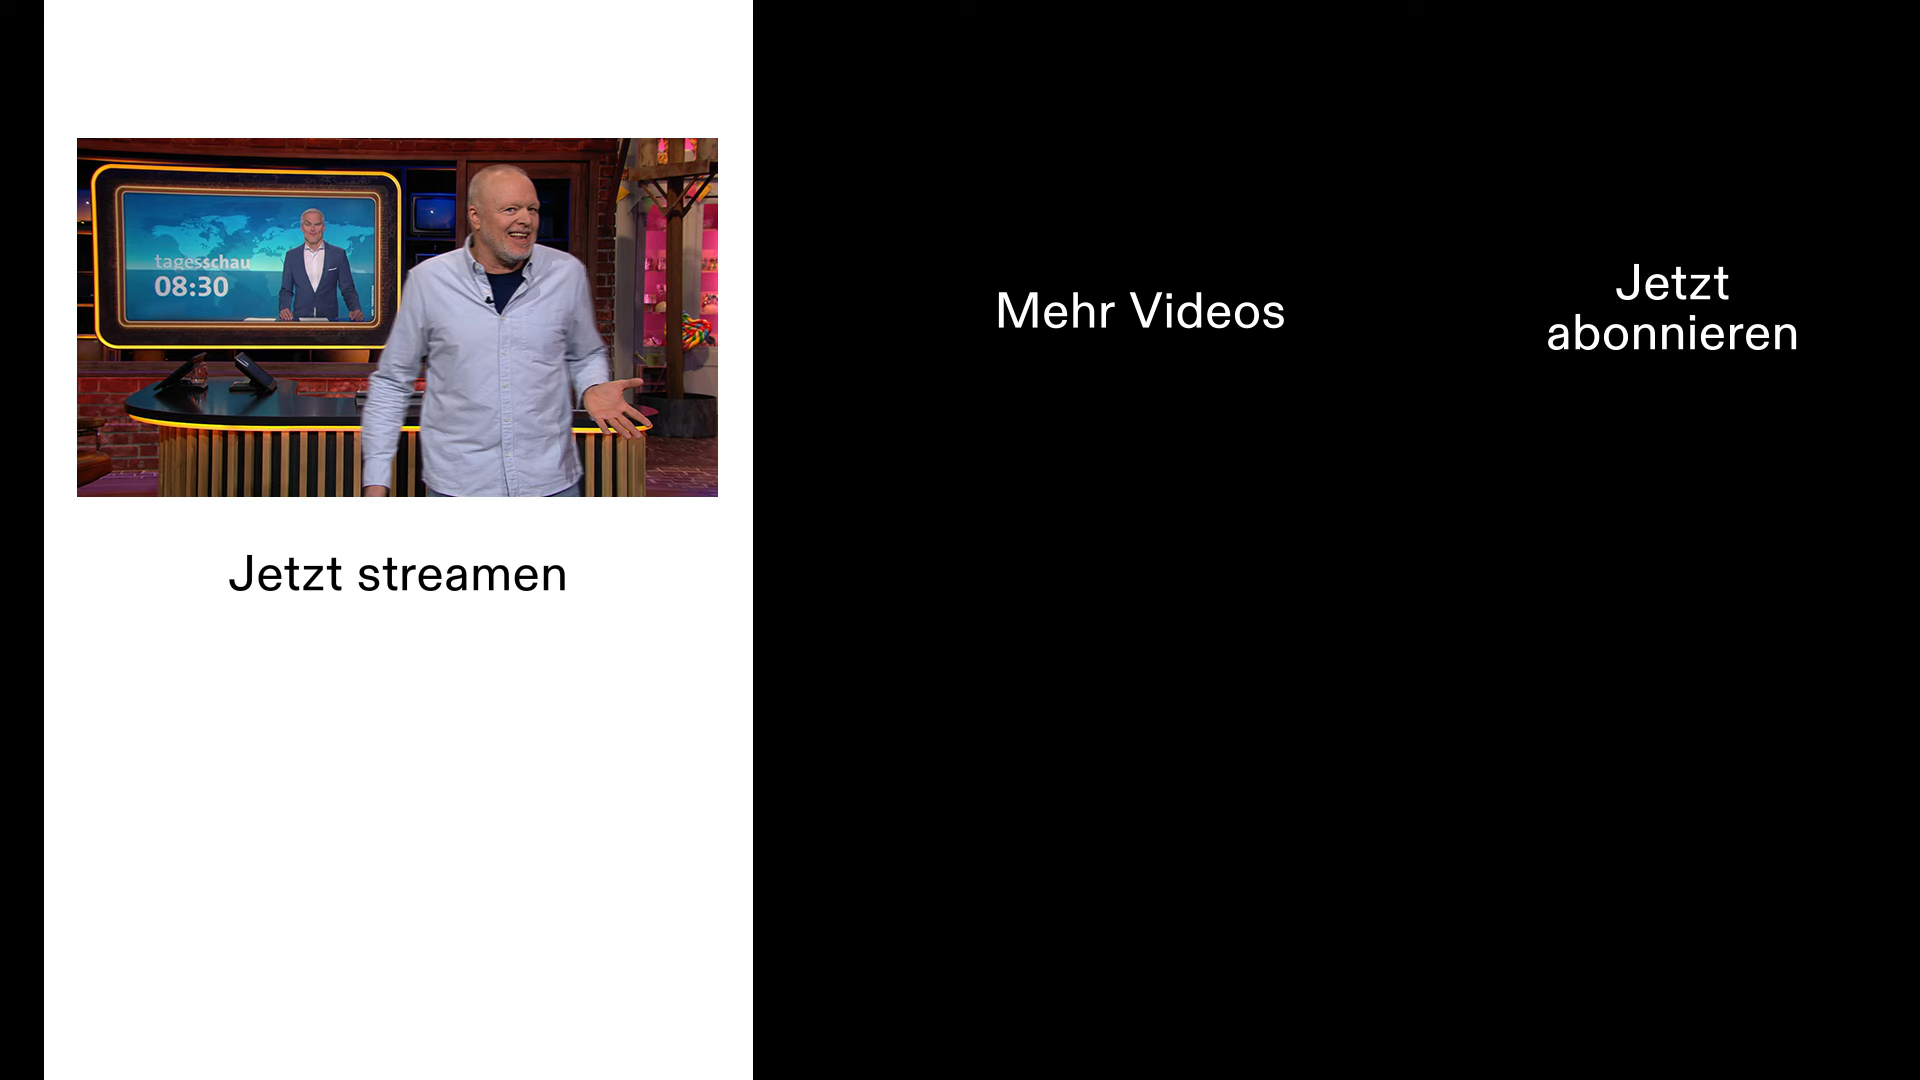 tagesschau
08:30
Jetzt streamen
Mehr Videos
Jetzt
abonnieren